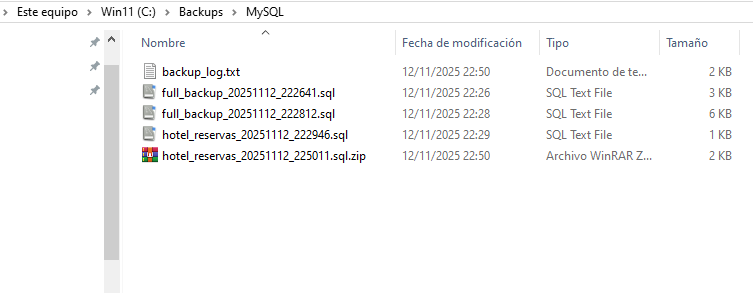 Este equipo > Win11 (C:) > Backups > MySQL
Nombre Fecha de modificación Tipo Tamaño
backup_log.txt 12/11/2025 22:50 Documento de te... 2 KB
full_backup_20251112_222641.sql 12/11/2025 22:26 SQL Text File 3 KB
full_backup_20251112_222812.sql 12/11/2025 22:28 SQL Text File 6 KB
hotel_reservas_20251112_222946.sql 12/11/2025 22:29 SQL Text File 1 KB
hotel_reservas_20251112_225011.sql.zip 12/11/2025 22:50 Archivo WinRAR Z... 2 KB